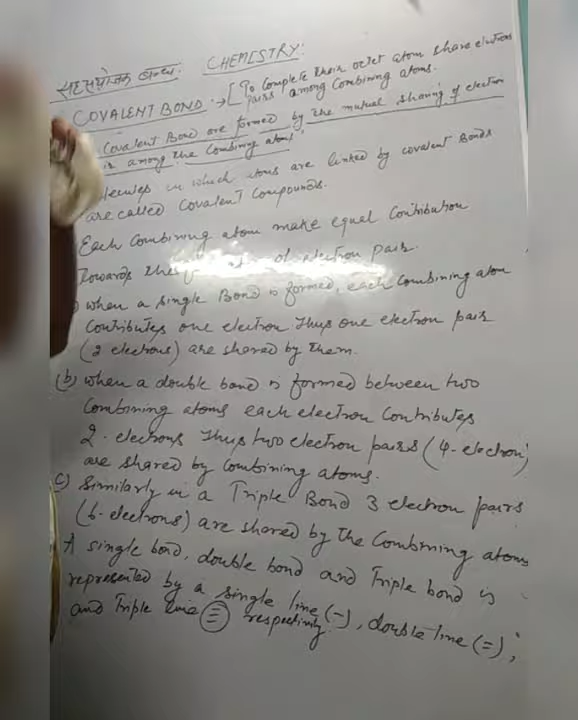 सहसंयोजक बन्ध: CHEMISTRY:
COVALENT BOND :→ [To Complete their octet atom share electron
pairs among Combining atoms.
Covalent Bond are formed by the mutual sharing of electron
is among the Combining atoms"
lecules in which atoms are linked by covalent Bonds
are called Covalent Compounds.
Each Combining atom make equal Contribution
Towards the of electron pair.
when a single Bond is formed, each Combining atom
Contributes one electron Thus one electron pair
(2 electrons) are shared by them.
(b) when a double bond is formed between two
Combining atoms each electron Contributes
2-electrons Thus two electron pairs (4-electron)
are shared by Combining atoms.
c) Similarly in a Triple Bond 3 electron pairs
(6-electrons) are shared by the Combining atoms
A single bond, double bond and Triple bond is
represented by a single line (-), double line (=),
and Triple line (≡) respectivity.